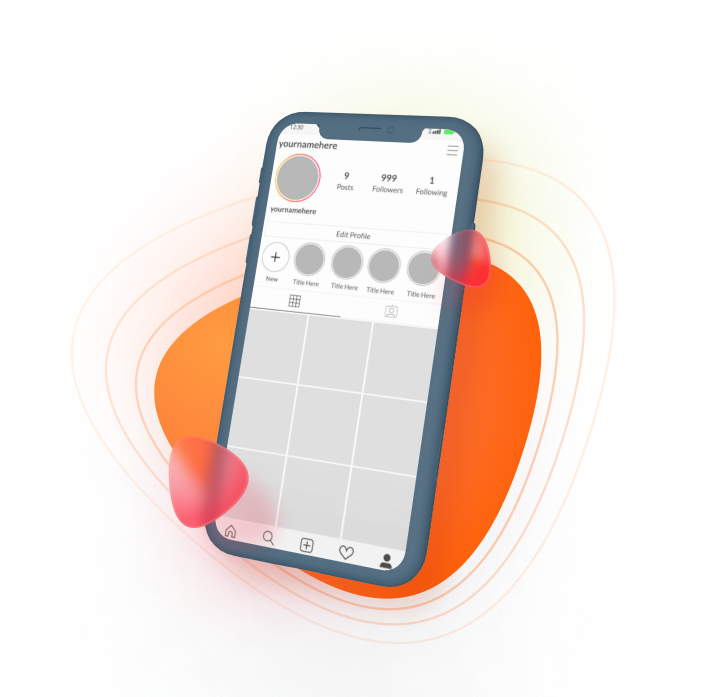 12:30
yournamehere
9 999 1
Posts Followers Following
yournamehere
Edit Profile
New Title Here Title Here Title Here Title Here